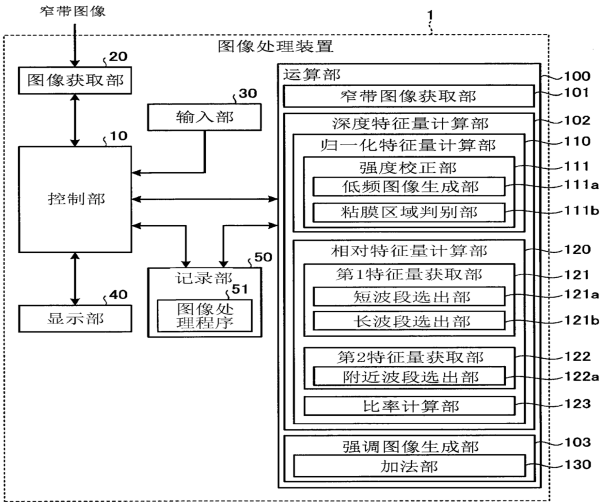 窄带图像
1
图像处理装置
20
图像获取部
10
控制部
30
输入部
40
显示部
50
记录部
51
图像处
理程序
运算部
100
窄带图像获取部
101
深度特征量计算部
102
归一化特征量计算部
110
强度校正部
111
低频图像生成部
111a
粘膜区域判别部
111b
相对特征量计算部
120
第1特征量获取部
121
短波段选出部
121a
长波段选出部
121b
第2特征量获取部
122
附近波段选出部
122a
比率计算部
123
强调图像生成部
103
加法部
130